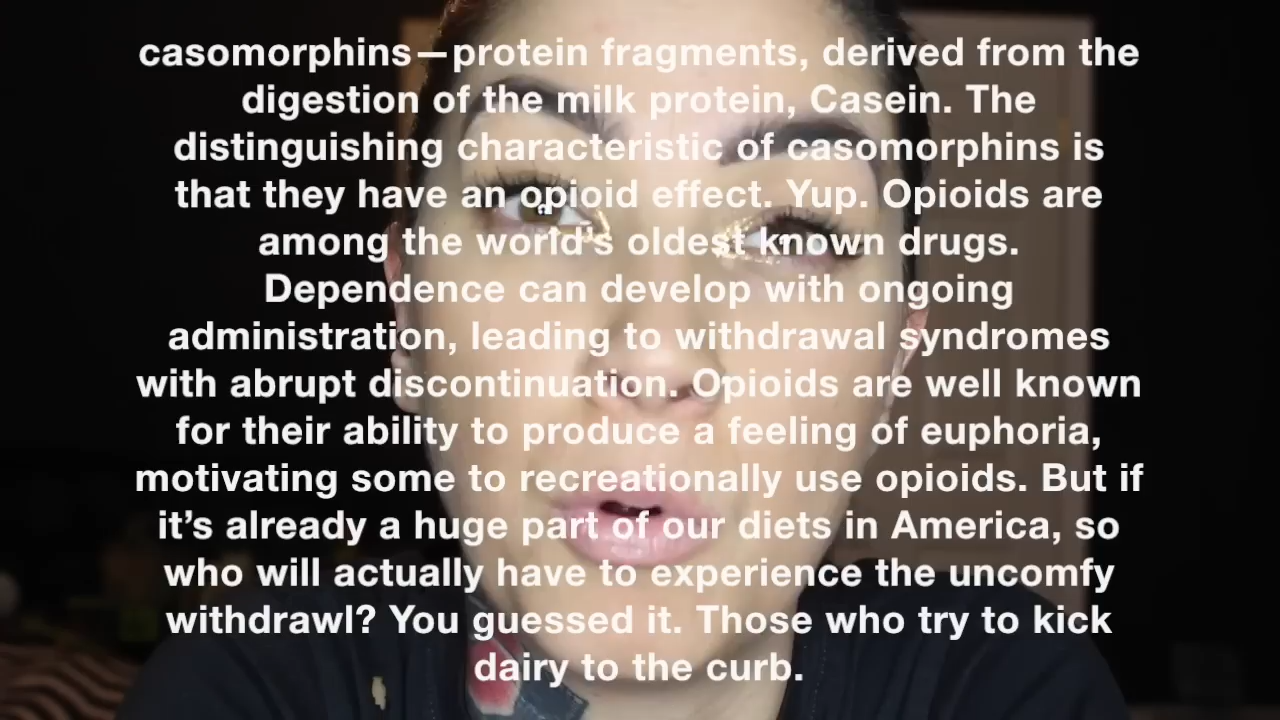 casomorphins—protein fragments, derived from the
digestion of the milk protein, Casein. The
distinguishing characteristic of casomorphins is
that they have an opioid effect. Yup. Opioids are
among the world's oldest known drugs.
Dependence can develop with ongoing
administration, leading to withdrawal syndromes
with abrupt discontinuation. Opioids are well known
for their ability to produce a feeling of euphoria,
motivating some to recreationally use opioids. But if
it’s already a huge part of our diets in America, so
who will actually have to experience the uncomfy
withdrawl? You guessed it. Those who try to kick
dairy to the curb.